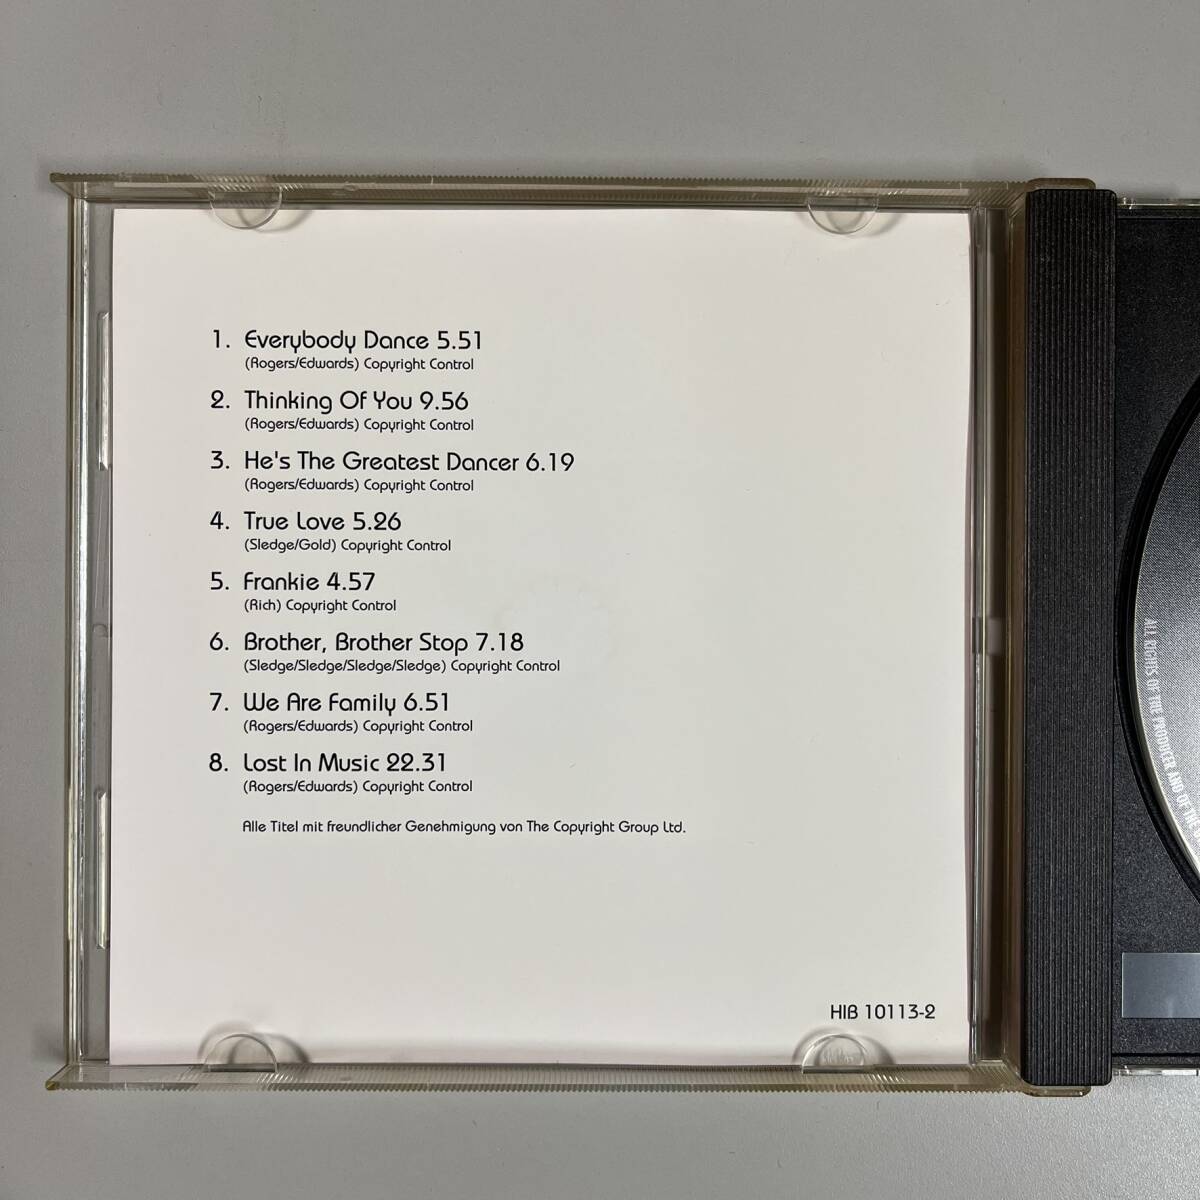 1. Everybody Dance 5.51
(Rogers/Edwards) Copyright Control
2. Thinking Of You 9.56
(Rogers/Edwards) Copyright Control
3. He's The Greatest Dancer 6.19
(Rogers/Edwards) Copyright Control
4. True Love 5.26
(Sledge/Gold) Copyright Control
5. Frankie 4.57
(Rich) Copyright Control
6. Brother, Brother Stop 7.18
(Sledge/Sledge/Sledge/Sledge) Copyright Control
7. We Are Family 6.51
(Rogers/Edwards) Copyright Control
8. Lost In Music 22.31
(Rogers/Edwards) Copyright Control
Alle Titel mit freundlicher Genehmigung von The Copyright Group Ltd.
HIB 10113-2
ALL RIGHTS OF THE PRODUCER AND OF THE